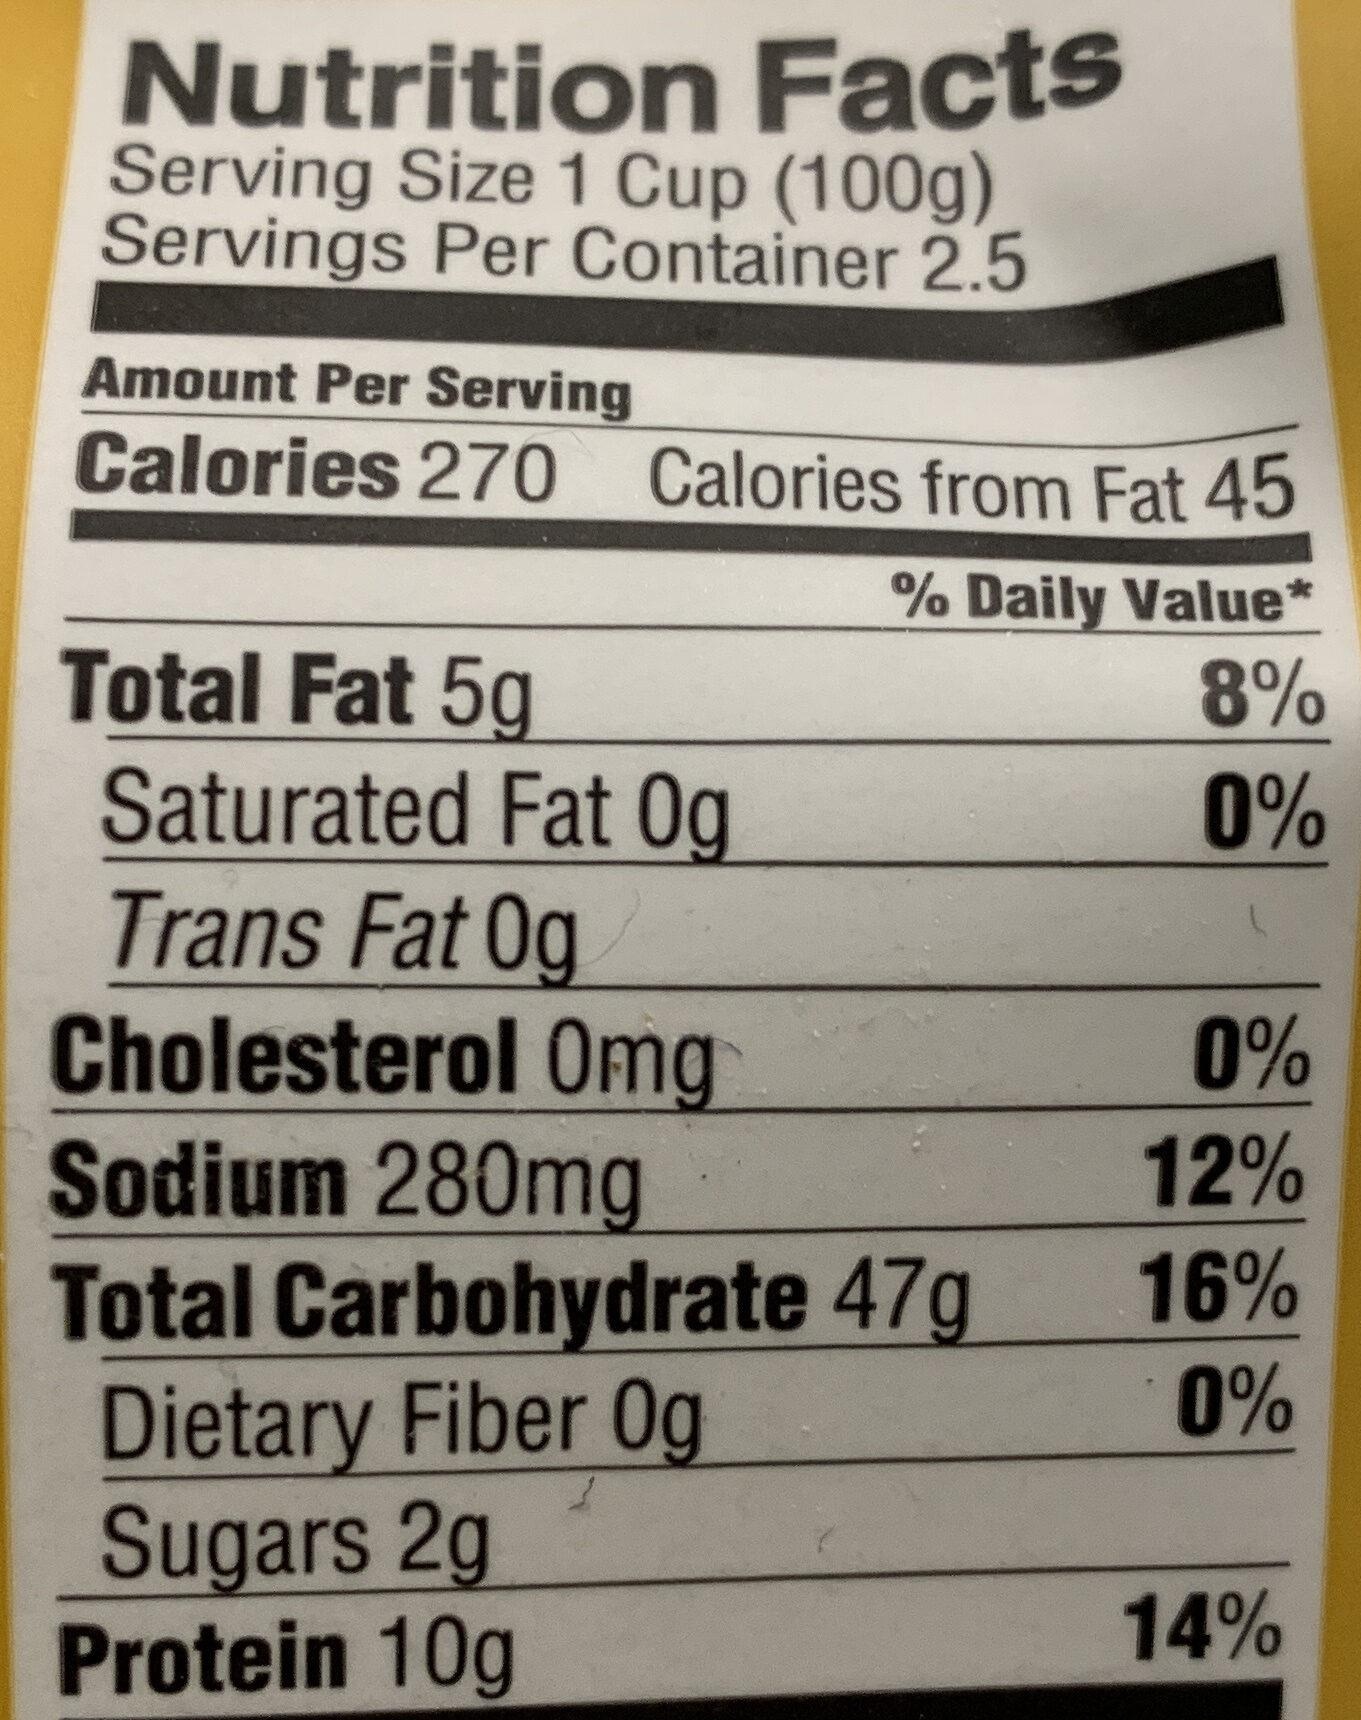 Nutrition Facts
Serving Size 1 Cup (100g)
Servings Per Container 2.5
Amount Per Serving
Calories 270 Calories from Fat 45
% Daily Value*
Total Fat 5g 8%
Saturated Fat 0g 0%
Trans Fat 0g
Cholesterol 0mg 0%
Sodium 280mg 12%
Total Carbohydrate 47g 16%
Dietary Fiber 0g 0%
Sugars 2g
Protein 10g 14%